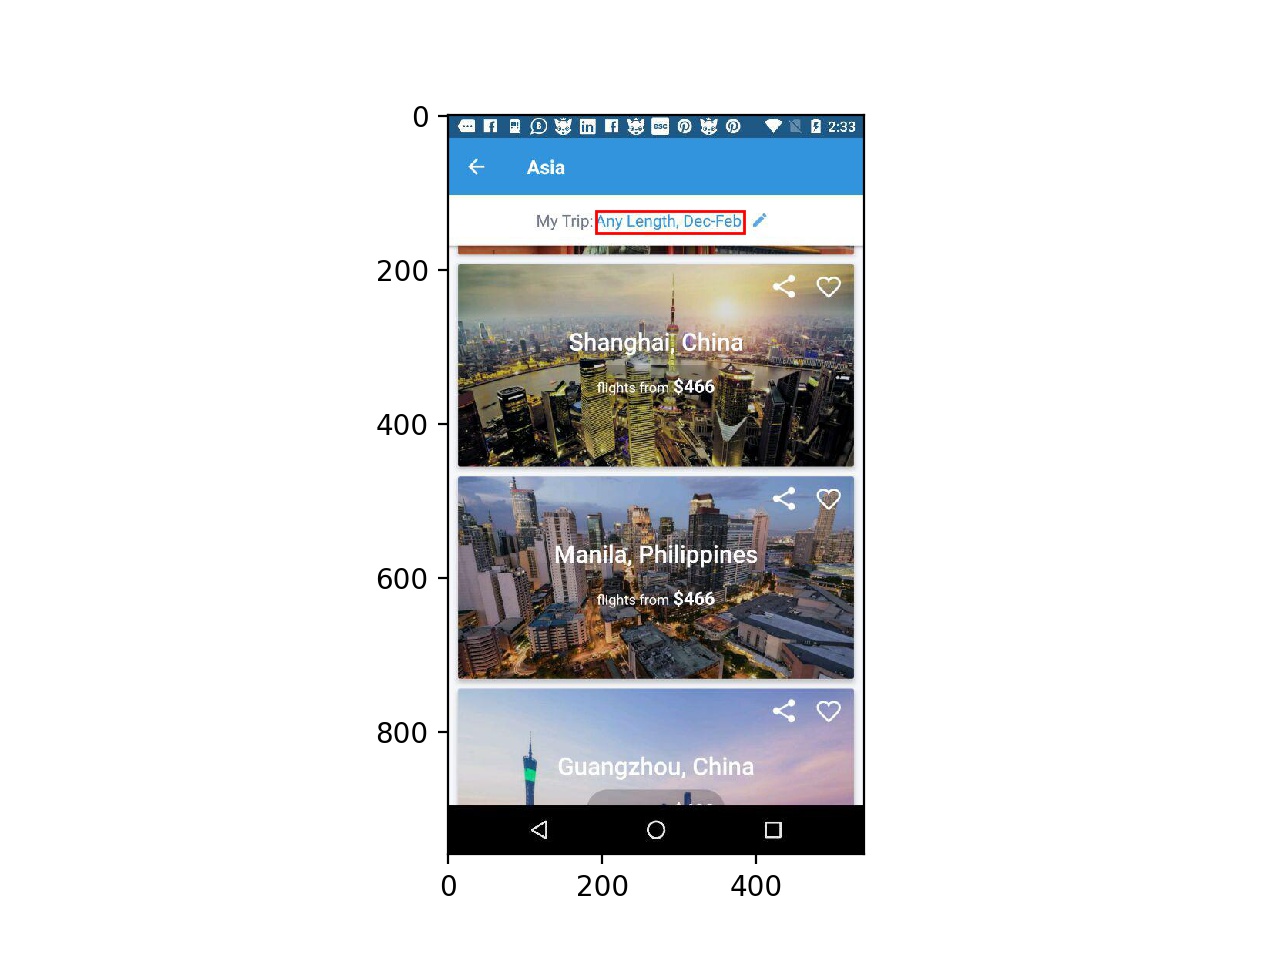 0
2:33
Asia
My Trip: Any Length, Dec-Feb
200
Shanghai, China
flights from $466
400
Manila, Philippines
600
flights from $466
800
Guangzhou, China
0 200 400